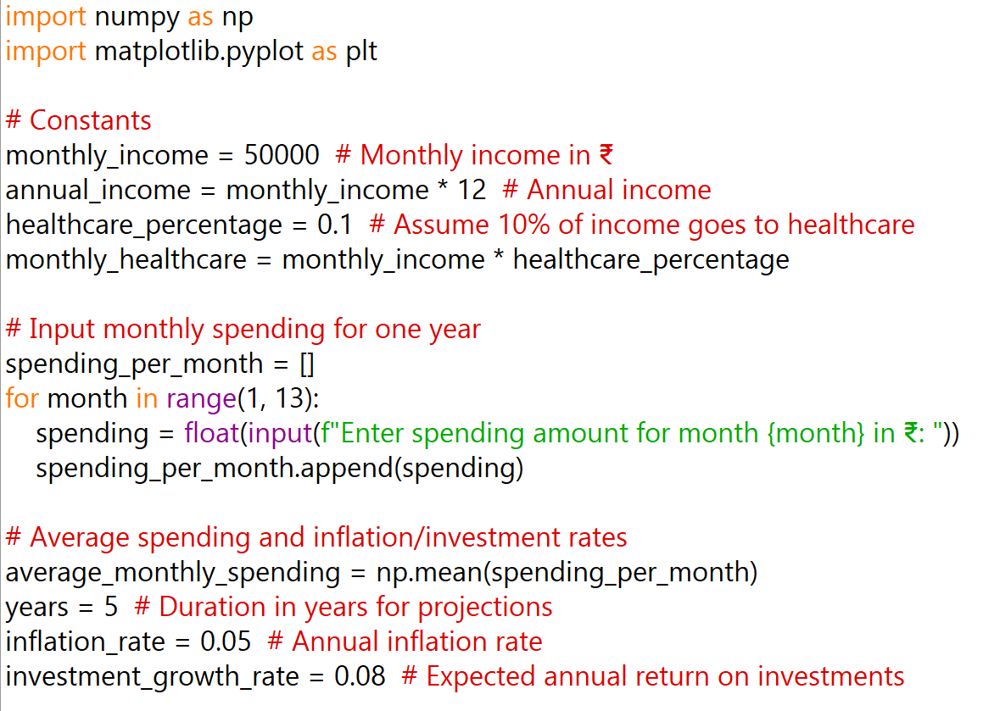 import numpy as np
import matplotlib.pyplot as plt
# Constants
monthly_income = 50000  # Monthly income in ₹
annual_income = monthly_income * 12  # Annual income
healthcare_percentage = 0.1  # Assume 10% of income goes to healthcare
monthly_healthcare = monthly_income * healthcare_percentage
# Input monthly spending for one year
spending_per_month = []
for month in range(1, 13):
    spending = float(input(f"Enter spending amount for month {month} in ₹: "))
    spending_per_month.append(spending)
# Average spending and inflation/investment rates
average_monthly_spending = np.mean(spending_per_month)
years = 5  # Duration in years for projections
inflation_rate = 0.05  # Annual inflation rate
investment_growth_rate = 0.08  # Expected annual return on investments